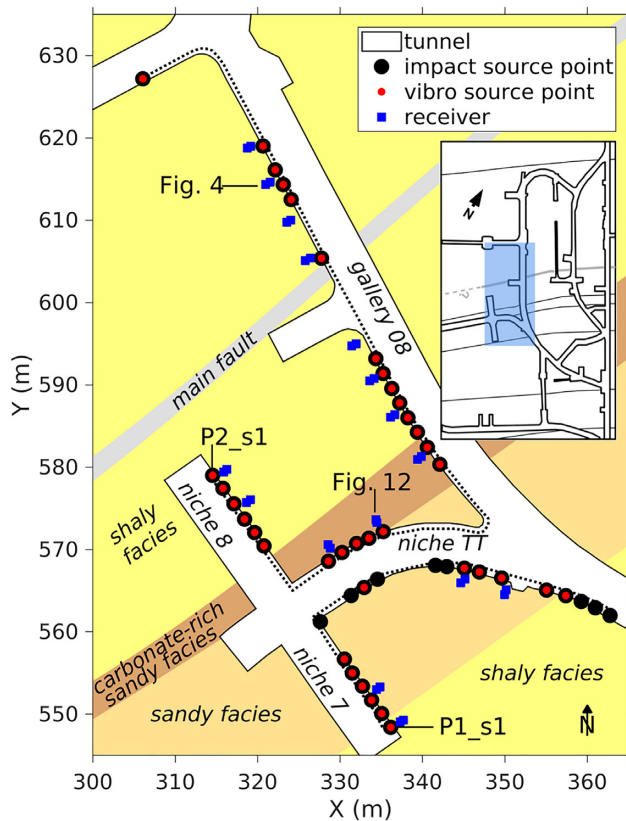 635
630
620
610
600
590
580
570
560
550
545
300
310
320
330
340
350
360
X (m)
Y (m)
tunnel
impact source point
vibro source point
receiver
N
Fig. 4
gallery 08
main fault
P2_s1
Fig. 12
niche 8
shaly
facies
niche TT
carbonate-rich
sandy facies
niche 7
shaly facies
sandy facies
P1_s1
N